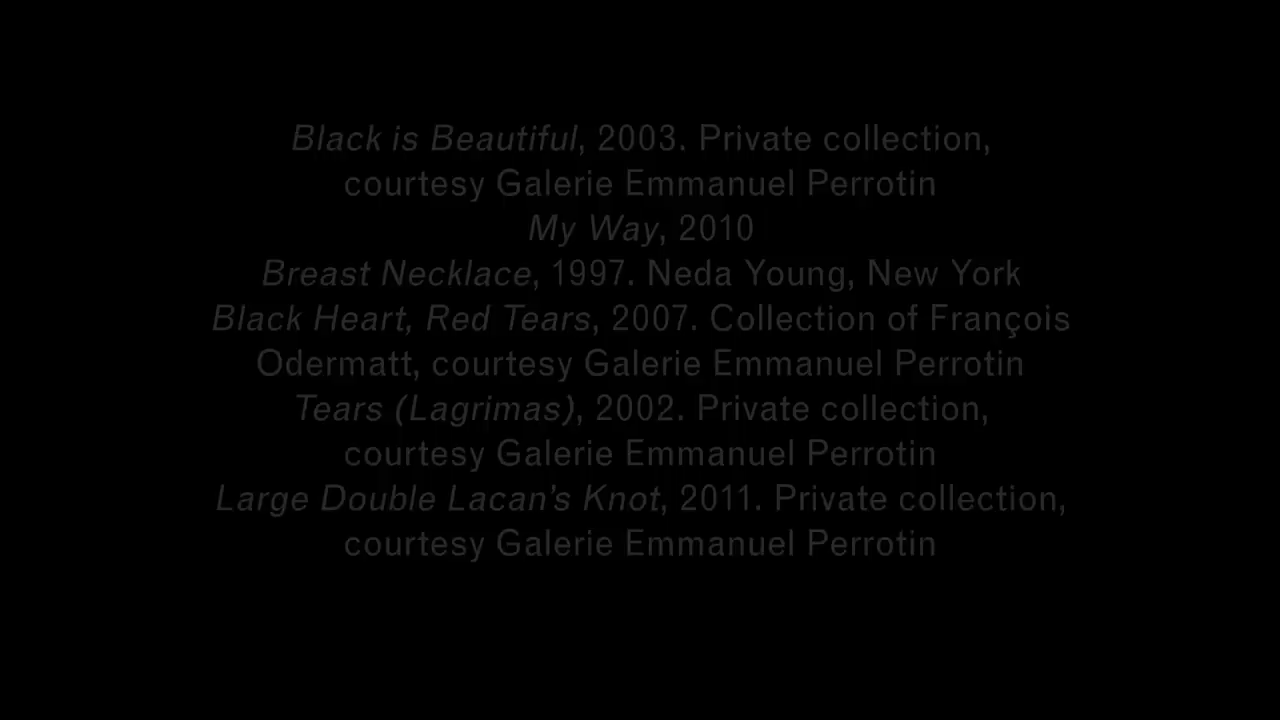 Black is Beautiful, 2003. Private collection,
courtesy Galerie Emmanuel Perrotin
My Way, 2010
Breast Necklace, 1997. Neda Young, New York
Black Heart, Red Tears, 2007. Collection of François
Odermatt, courtesy Galerie Emmanuel Perrotin
Tears (Lagrimas), 2002. Private collection,
courtesy Galerie Emmanuel Perrotin
Large Double Lacan’s Knot, 2011. Private collection,
courtesy Galerie Emmanuel Perrotin